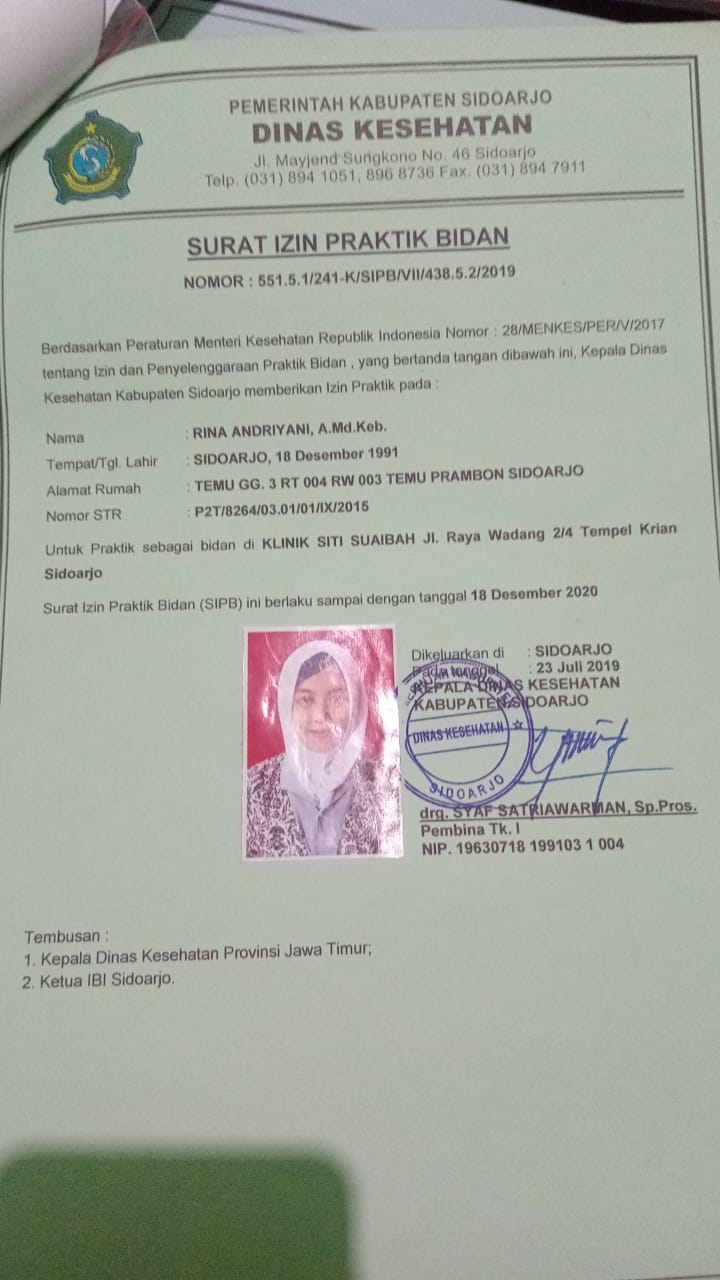 PEMERINTAH KABUPATEN SIDOARJO
DINAS KESEHATAN
Jl. Mayjend Sungkono No. 46 Sidoarjo
Telp. (031) 894 1051, 896 8736 Fax. (031) 894 7911
SURAT IZIN PRAKTIK BIDAN
NOMOR : 551.5.1/241-K/SIPB/VII/438.5.2/2019
Berdasarkan Peraturan Menteri Kesehatan Republik Indonesia Nomor : 28/MENKES/PER/V/2017
tentang Izin dan Penyelenggaraan Praktik Bidan , yang bertanda tangan dibawah ini, Kepala Dinas
Kesehatan Kabupaten Sidoarjo memberikan Izin Praktik pada :
Nama : RINA ANDRIYANI, A.Md.Keb.
Tempat/Tgl. Lahir : SIDOARJO, 18 Desember 1991
Alamat Rumah : TEMU GG. 3 RT 004 RW 003 TEMU PRAMBON SIDOARJO
Nomor STR : P2T/8264/03.01/01/IX/2015
Untuk Praktik sebagai bidan di KLINIK SITI SUAIBAH Jl. Raya Wadang 2/4 Tempel Krian
Sidoarjo
Surat Izin Praktik Bidan (SIPB) ini berlaku sampai dengan tanggal 18 Desember 2020
Dikeluarkan di : SIDOARJO
Pada tanggal : 23 Juli 2019
KEPALA DINAS KESEHATAN
KABUPATEN SIDOARJO
DINAS KESEHATAN
SIDOARJO
drg. SYAF SATRIAWARMAN, Sp.Pros.
Pembina Tk. I
NIP. 19630718 199103 1 004
Tembusan :
1. Kepala Dinas Kesehatan Provinsi Jawa Timur;
2. Ketua IBI Sidoarjo.